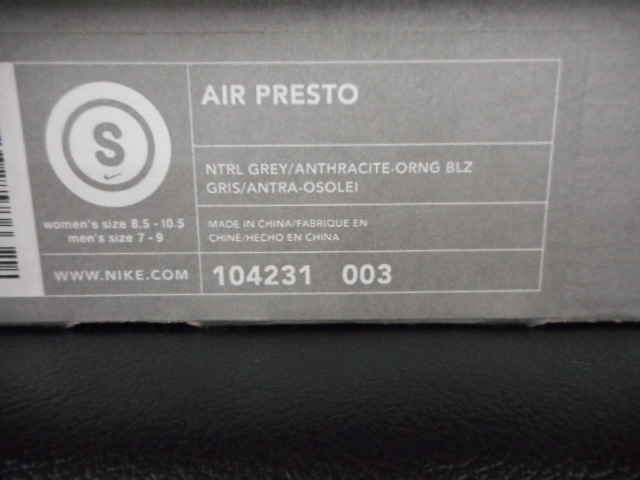 S
women's size 8.5 - 10.5
men's size 7 - 9
WWW.NIKE.COM
AIR PRESTO
NTRL GREY/ANTHRACITE-ORNG BLZ
GRIS/ANTRA-OSOLEI
MADE IN CHINA/FABRIQUE EN
CHINE/HECHO EN CHINA
104231 003